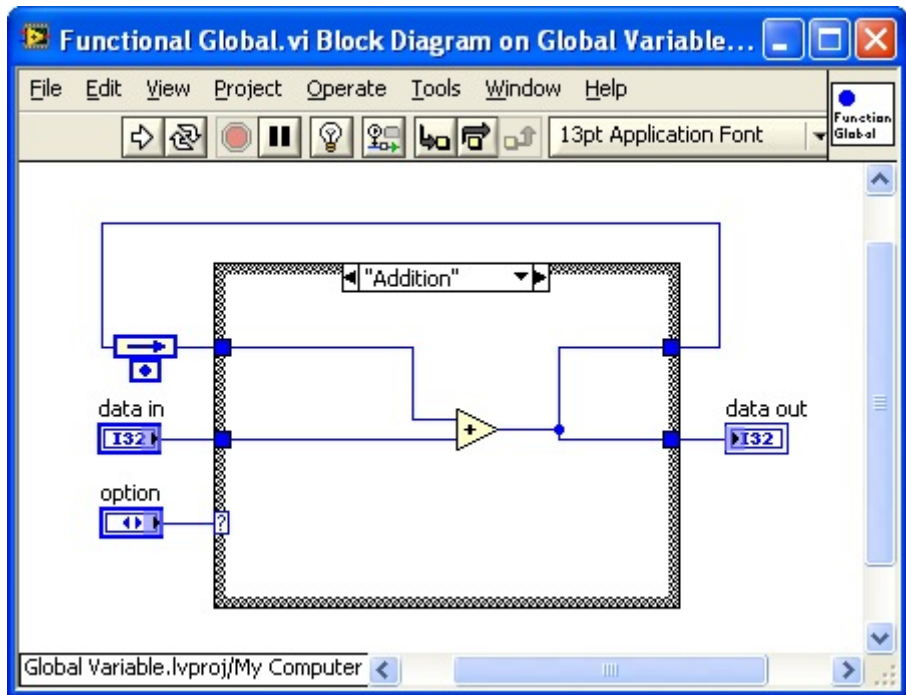 Functional Global.vi Block Diagram on Global Variable...
File Edit View Project Operate Tools Window Help
Function
Global
13pt Application Font
"Addition"
data in
I32
+
data out
I32
option
?
Global Variable.lvproj/My Computer